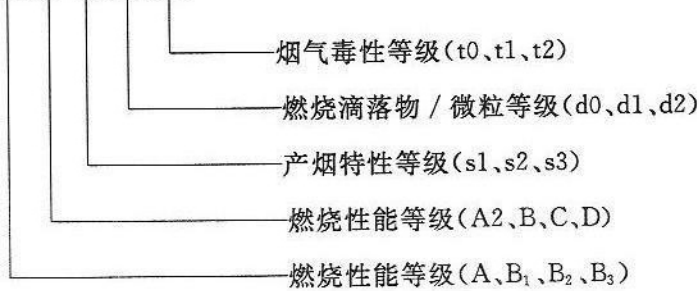 烟气毒性等级(t0、t1、t2)
燃烧滴落物/微粒等级(d0、d1、d2)
产烟特性等级(s1、s2、s3)
燃烧性能等级(A2、B、C、D)
燃烧性能等级(A、B₁、B₂、B₃)